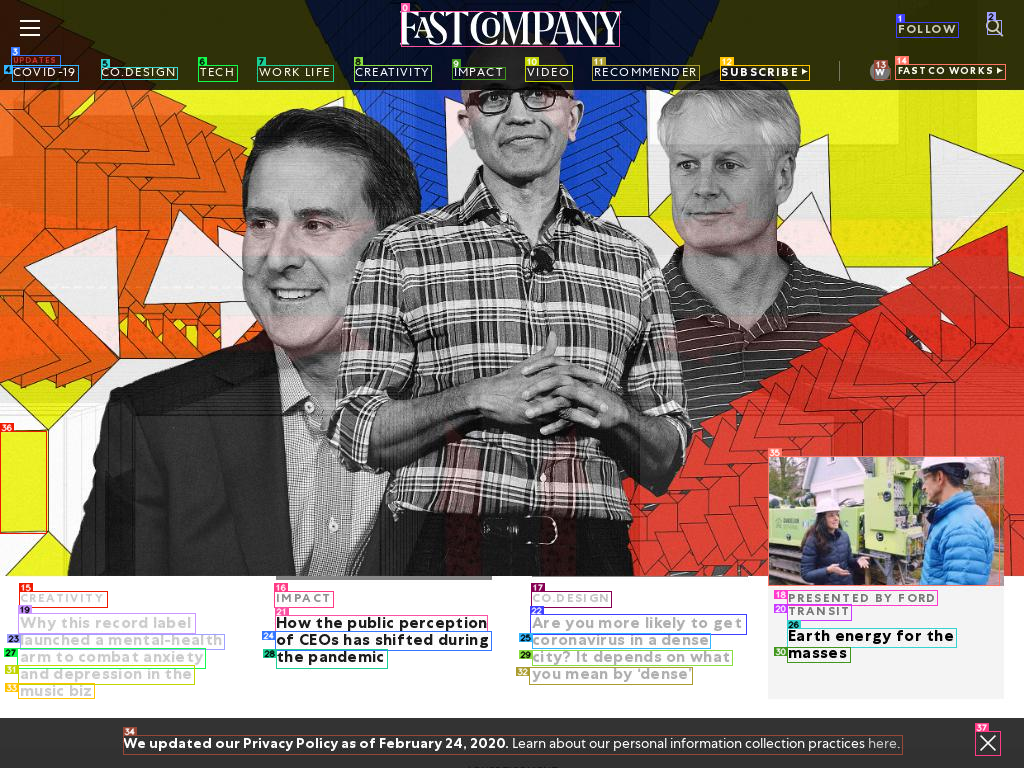 FAST COMPANY
FOLLOW
UPDATES
COVID-19
CO.DESIGN
TECH
WORK LIFE
CREATIVITY
IMPACT
VIDEO
RECOMMENDER
SUBSCRIBE
W
FASTCO WORKS
CREATIVITY
Why this record label
launched a mental-health
arm to combat anxiety
and depression in the
music biz
IMPACT
How the public perception
of CEOs has shifted during
the pandemic
CO.DESIGN
Are you more likely to get
coronavirus in a dense
city? It depends on what
you mean by 'dense'
PRESENTED BY FORD
TRANSIT
Earth energy for the
masses
We updated our Privacy Policy as of February 24, 2020. Learn about our personal information collection practices here.
0
1
2
3
4
5
6
7
8
9
10
11
12
13
14
15
16
17
18
19
20
21
22
23
24
25
26
27
28
29
30
31
32
33
34
35
36
37